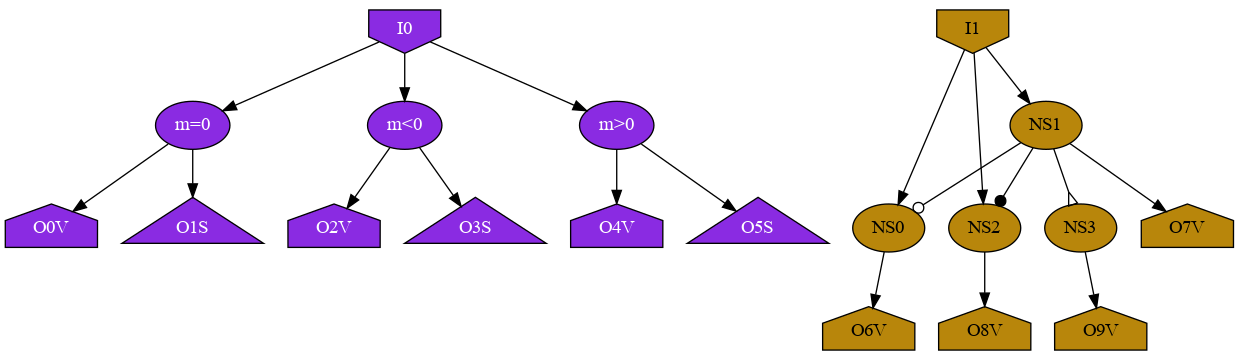 I0
I1
m=0
m<0
m>0
NS1
O0V
O1S
O2V
O3S
O4V
O5S
NS0
NS2
NS3
O7V
O6V
O8V
O9V